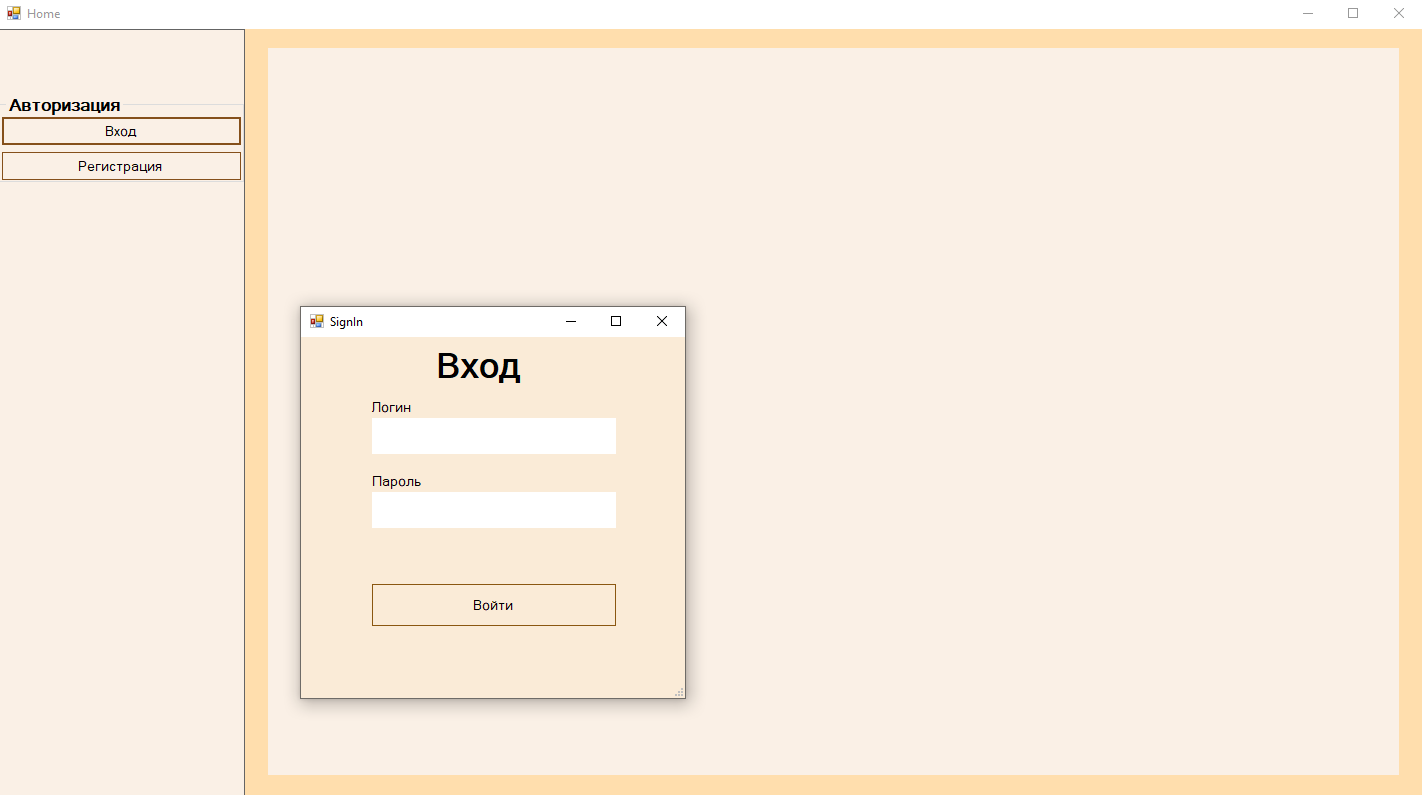 Home
Авторизация
Вход
Регистрация
SignIn
Вход
Логин
Пароль
Войти